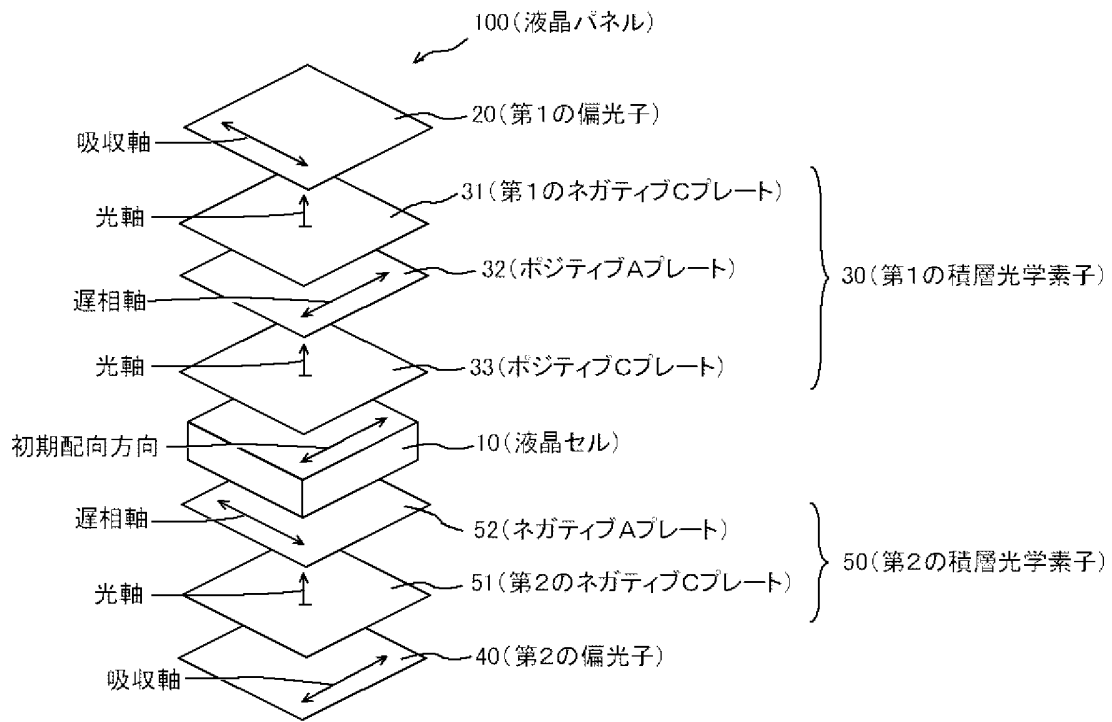 100(液晶パネル)
20(第1の偏光子)
吸収軸
31(第1のネガティブCプレート)
光軸
32(ポジティブAプレート)
30(第1の積層光学素子)
遅相軸
光軸
33(ポジティブCプレート)
初期配向方向
10(液晶セル)
遅相軸
52(ネガティブAプレート)
50(第2の積層光学素子)
光軸
51(第2のネガティブCプレート)
40(第2の偏光子)
吸収軸